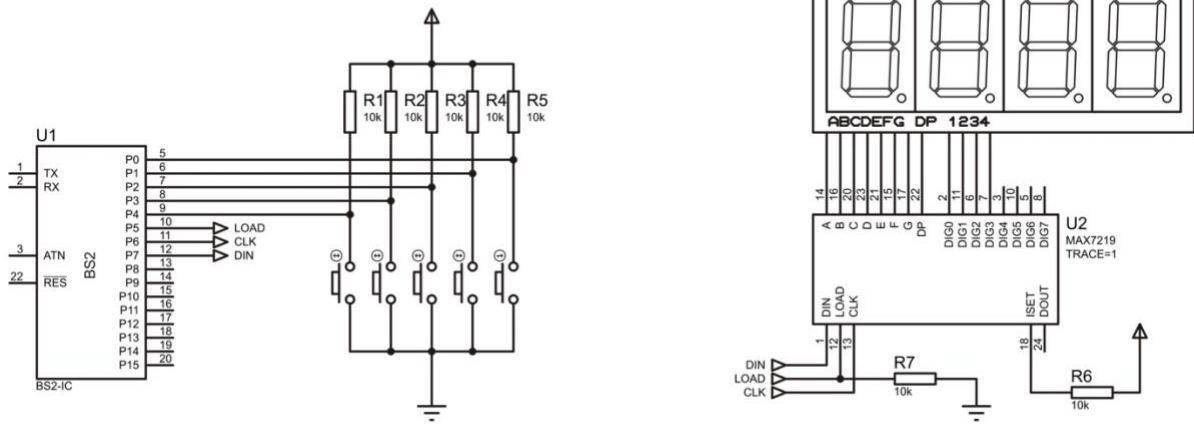 R1 R2 R3 R4 R5
10k 10k 10k 10k 10k
U1
1 TX
2 RX
3 ATN
22 RES
BS2
P0 5
P1 6
P2 7
P3 8
P4 9
P5 10 LOAD
P6 11 CLK
P7 12 DIN
P8 13
P9 14
P10 15
P11 16
P12 17
P13 18
P14 19
P15 20
BS2-IC
ABCDEFG DP 1234
14 16 20 23 21 15 17 22 2 11 6 7 3 10 5 8
A B C D E F G DP DIG0 DIG1 DIG2 DIG3 DIG4 DIG5 DIG6 DIG7
U2
MAX7219
TRACE=1
DIN LOAD CLK ISET DOUT
1 12 13 18 24
DIN
LOAD
CLK
R7
10k
R6
10k